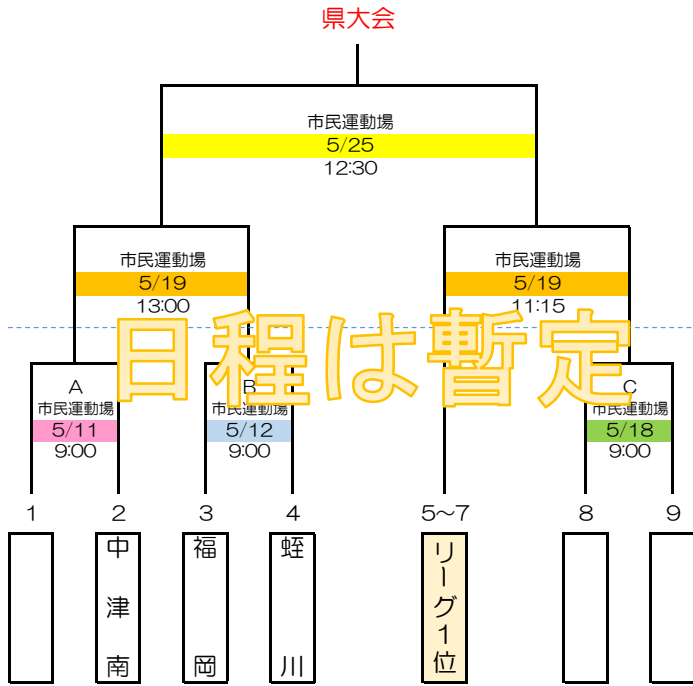 県大会
市民運動場
5/25
12:30
市民運動場
5/19
13:00
市民運動場
5/19
11:15
日程は暫定
A
市民運動場
5/11
9:00
B
市民運動場
5/12
9:00
C
市民運動場
5/18
9:00
1
2
3
4
5〜7
8
9
中津南
福岡
蛭川
リーグ1位